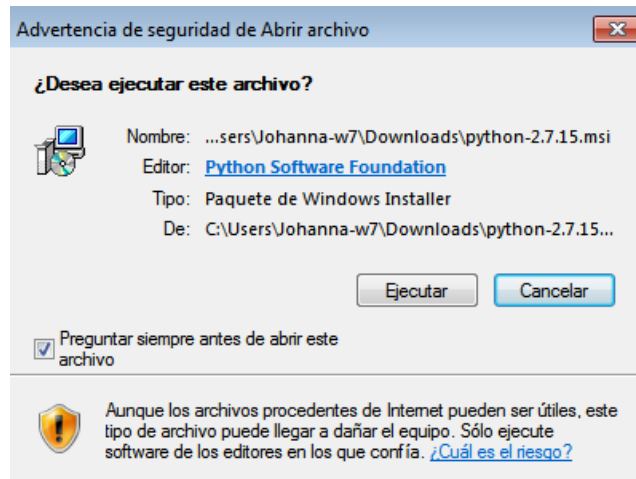 Advertencia de seguridad de Abrir archivo
¿Desea ejecutar este archivo?
Nombre: ...sers\Johanna-w7\Downloads\python-2.7.15.msi
Editor: Python Software Foundation
Tipo: Paquete de Windows Installer
De: C:\Users\Johanna-w7\Downloads\python-2.7.15...
Ejecutar Cancelar
Preguntar siempre antes de abrir este
archivo
Aunque los archivos procedentes de Internet pueden ser útiles, este
tipo de archivo puede llegar a dañar el equipo. Sólo ejecute
software de los editores en los que confía. ¿Cuál es el riesgo?